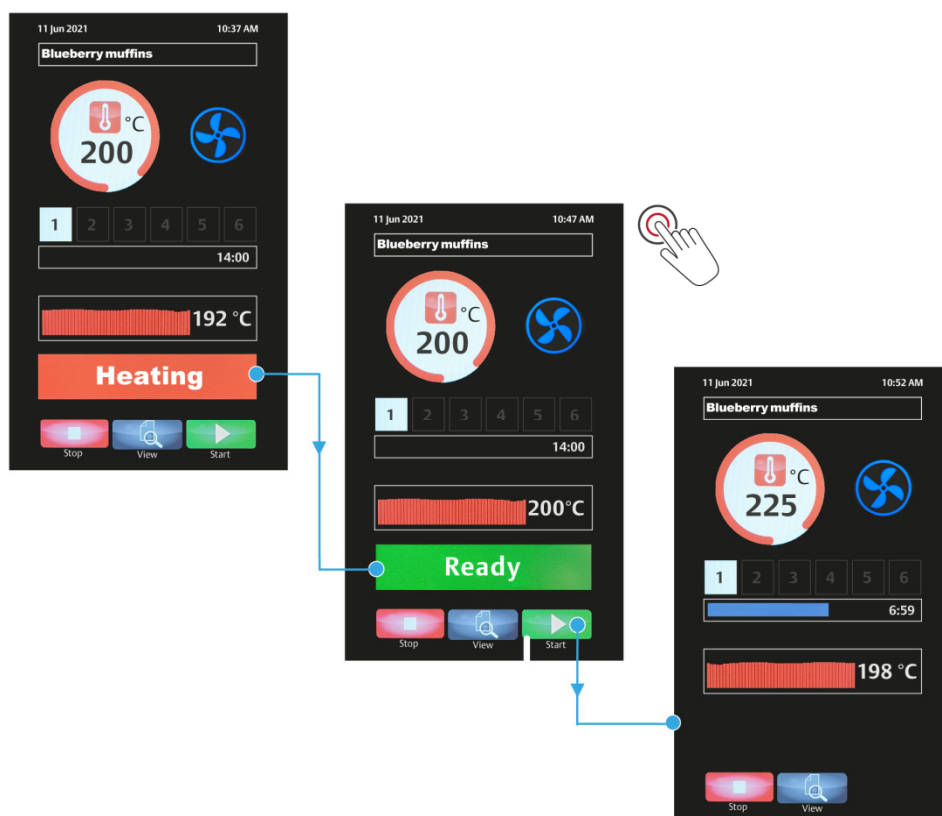 11 Jun 2021 10:37 AM
Blueberry muffins
°C
200
1 2 3 4 5 6
14:00
192 °C
Heating
Stop View Start
11 Jun 2021 10:47 AM
Blueberry muffins
°C
200
1 2 3 4 5 6
14:00
200°C
Ready
Stop View Start
11 Jun 2021 10:52 AM
Blueberry muffins
°C
225
1 2 3 4 5 6
6:59
198 °C
Stop View